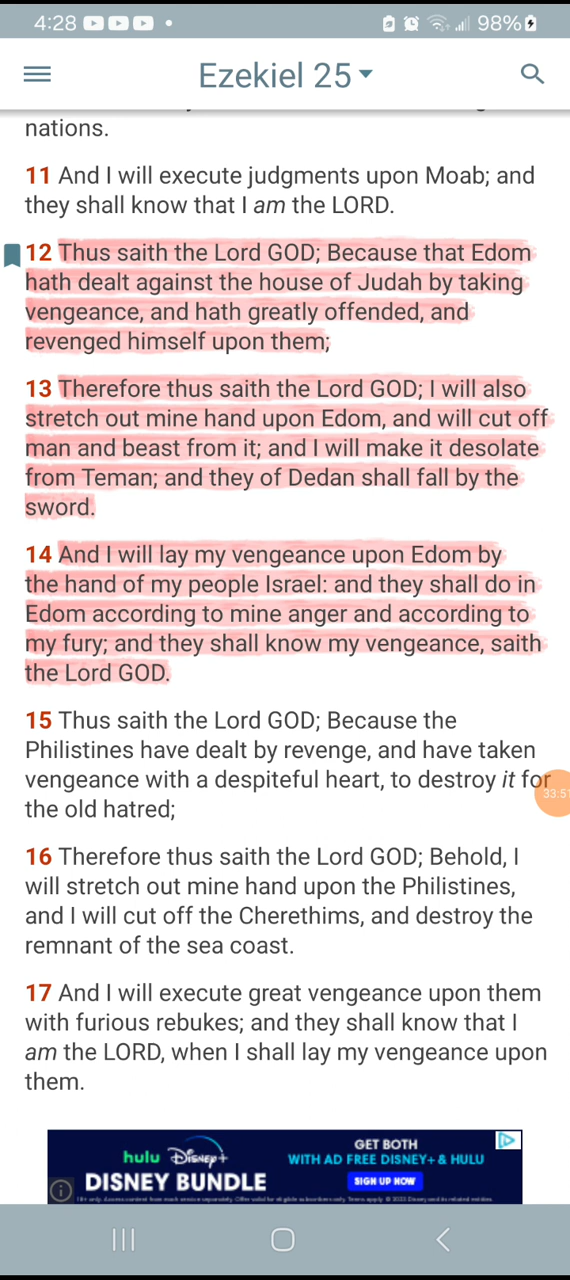 4:28
98%
Ezekiel 25
nations.
11 And I will execute judgments upon Moab; and
they shall know that I am the LORD.
12 Thus saith the Lord GOD; Because that Edom
hath dealt against the house of Judah by taking
vengeance, and hath greatly offended, and
revenged himself upon them;
13 Therefore thus saith the Lord GOD; I will also
stretch out mine hand upon Edom, and will cut off
man and beast from it; and I will make it desolate
from Teman; and they of Dedan shall fall by the
sword.
14 And I will lay my vengeance upon Edom by
the hand of my people Israel: and they shall do in
Edom according to mine anger and according to
my fury; and they shall know my vengeance, saith
the Lord GOD.
15 Thus saith the Lord GOD; Because the
Philistines have dealt by revenge, and have taken
vengeance with a despiteful heart, to destroy it for
33:51
the old hatred;
16 Therefore thus saith the Lord GOD; Behold, I
will stretch out mine hand upon the Philistines,
and I will cut off the Cherethims, and destroy the
remnant of the sea coast.
17 And I will execute great vengeance upon them
with furious rebukes; and they shall know that I
am the LORD, when I shall lay my vengeance upon
them.
hulu Disney+
DISNEY BUNDLE
GET BOTH
WITH AD FREE DISNEY+ & HULU
SIGN UP NOW